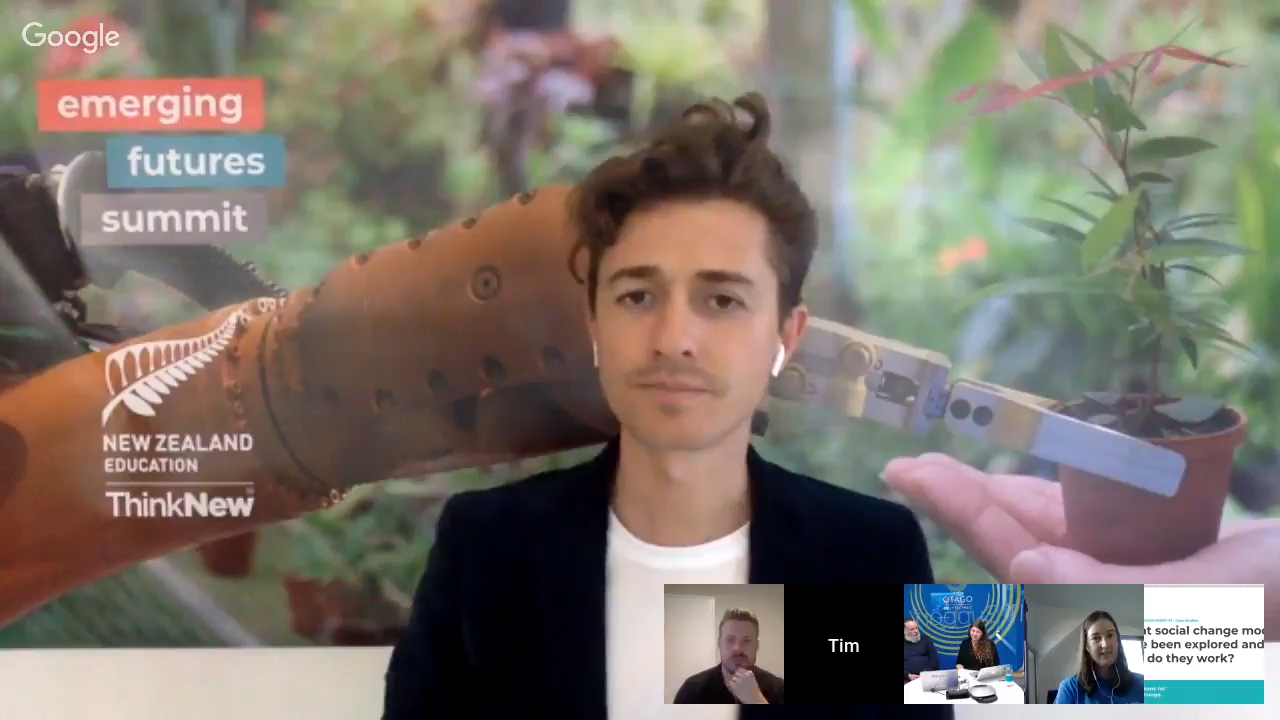 Google
emerging
futures
summit
NEW ZEALAND
EDUCATION
ThinkNew
Tim
OTAGO
t social change mo
been explored and
do they work?